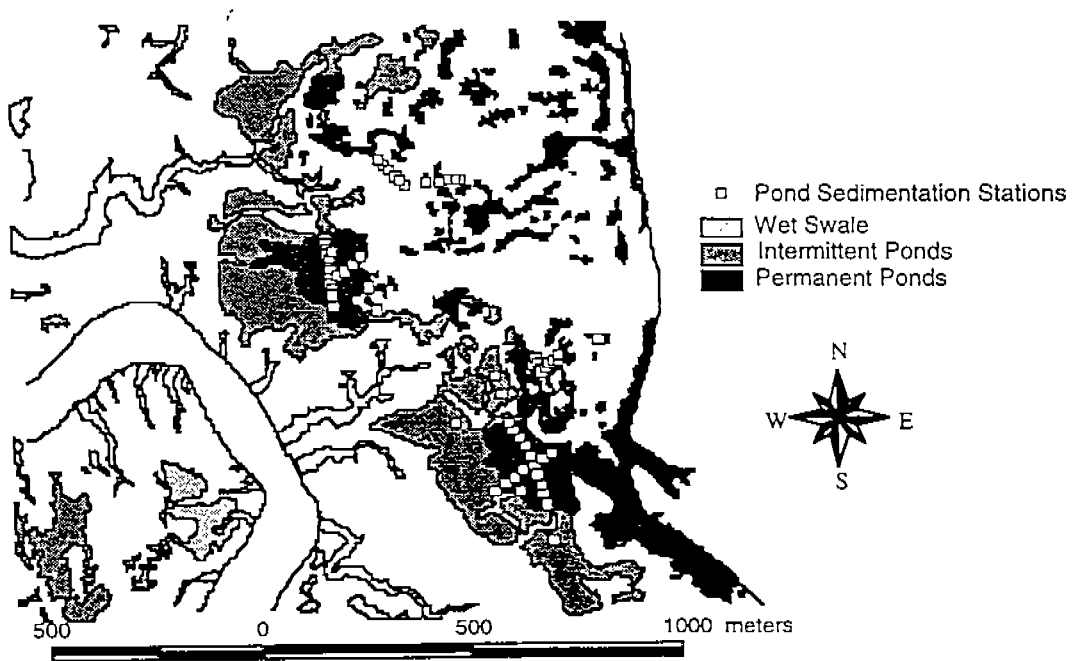 Pond Sedimentation Stations
Wet Swale
Intermittent Ponds
Permanent Ponds
N
W E
S
500 0 500 1000 meters